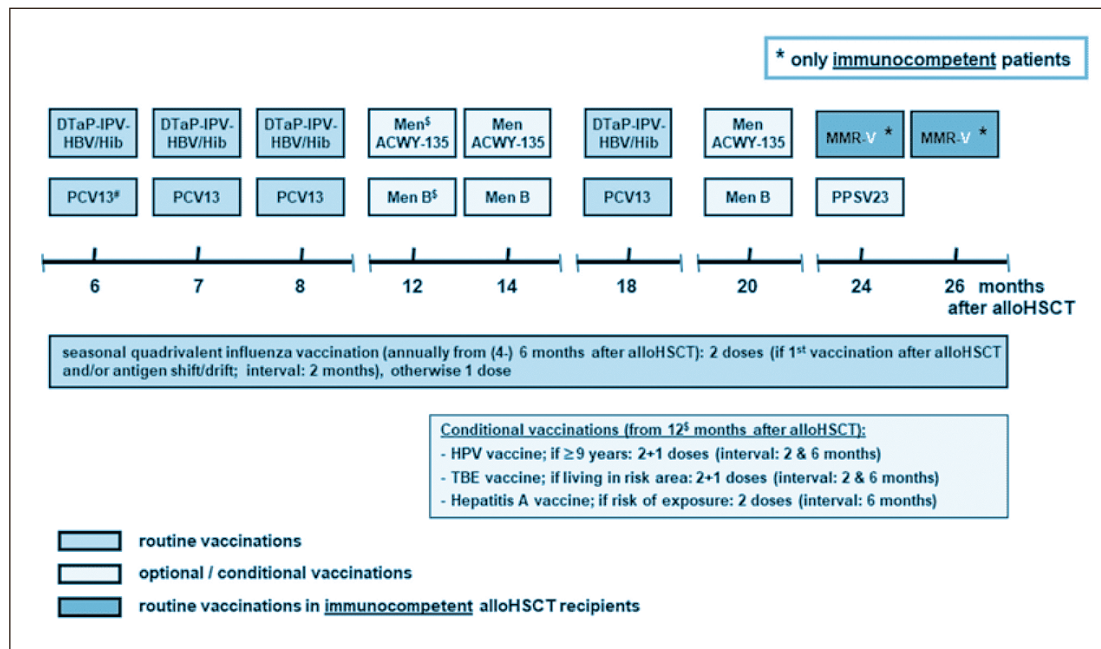 * only immunocompetent patients
DTaP-IPV-
HBV/Hib
DTaP-IPV-
HBV/Hib
DTaP-IPV-
HBV/Hib
Men$
ACWY-135
Men
ACWY-135
DTaP-IPV-
HBV/Hib
Men
ACWY-135
MMR-V *
MMR-V *
PCV13#
PCV13
PCV13
Men B$
Men B
PCV13
Men B
PPSV23
6
7
8
12
14
18
20
24
26 months
after alloHSCT
seasonal quadrivalent influenza vaccination (annually from (4-) 6 months after alloHSCT): 2 doses (if 1st vaccination after alloHSCT
and/or antigen shift/drift; interval: 2 months), otherwise 1 dose
Conditional vaccinations (from 12$ months after alloHSCT):
- HPV vaccine; if ≥9 years: 2+1 doses (interval: 2 & 6 months)
- TBE vaccine; if living in risk area: 2+1 doses (interval: 2 & 6 months)
- Hepatitis A vaccine; if risk of exposure: 2 doses (interval: 6 months)
routine vaccinations
optional / conditional vaccinations
routine vaccinations in immunocompetent alloHSCT recipients